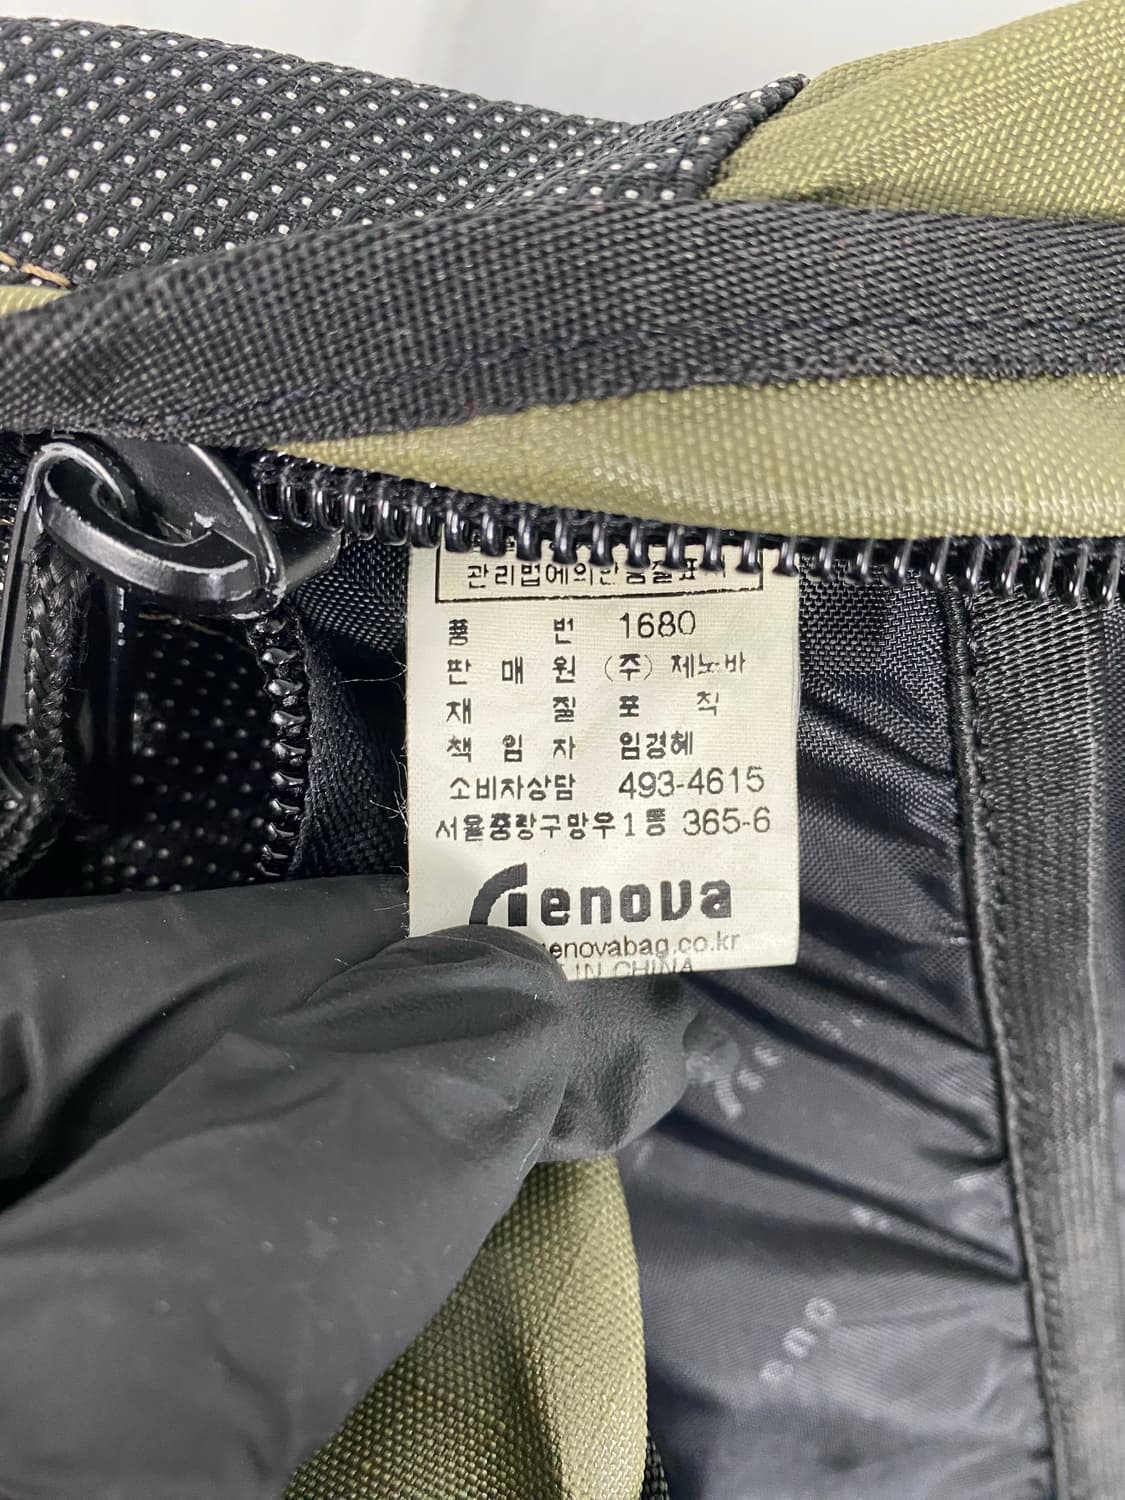 관리법에의한품질표시
품 번 1680
판 매 원 (주) 제노바
재 질 포 직
책 임 자 임경혜
소비자상담 493-4615
서울중랑구망우1동 365-6
Genova
enovabag.co.kr
IN CHINA